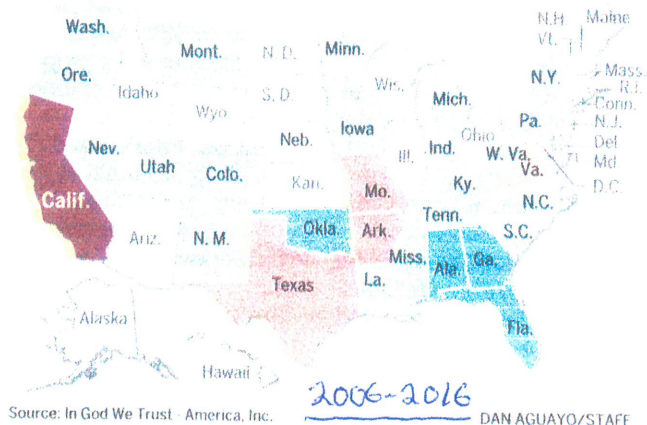 Wash.
Mont.
N. D.
Minn.
N.H.
Maine
Vt.
Ore.
Idaho
Wyo.
S. D.
Wis.
Mich.
N.Y.
Mass.
R.I.
Conn.
N.J.
Del.
Md.
D.C.
Nev.
Utah
Colo.
Neb.
Iowa
Ill.
Ind.
Ohio
Pa.
W. Va.
Va.
Calif.
Kan.
Mo.
Ky.
N.C.
Ariz.
N. M.
Okla.
Ark.
Tenn.
S.C.
Texas
La.
Miss.
Ala.
Ga.
Fla.
Alaska
Hawaii
2006-2016
Source: In God We Trust - America, Inc.
DAN AGUAYO/STAFF